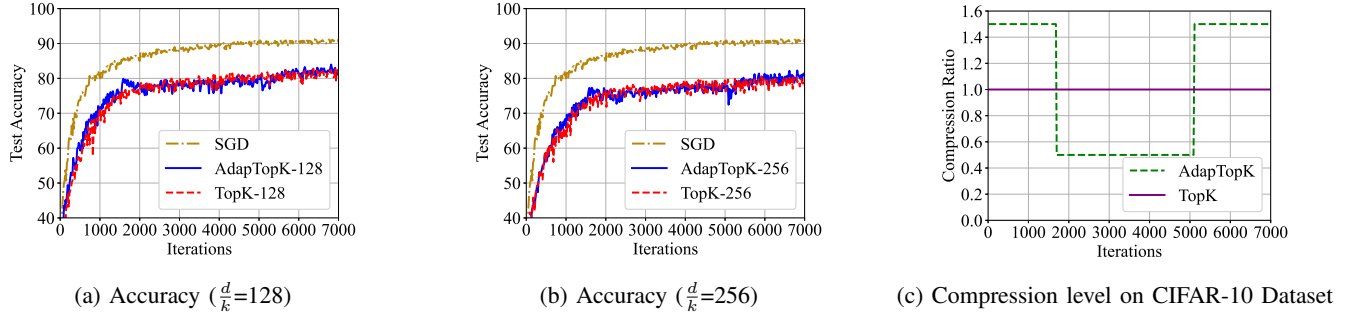 100
90
80
70
60
50
40
Test Accuracy
SGD
AdapTopK-128
TopK-128
0 1000 2000 3000 4000 5000 6000 7000
Iterations
(a) Accuracy (d/k=128)
100
90
80
70
60
50
40
Test Accuracy
SGD
AdapTopK-256
TopK-256
0 1000 2000 3000 4000 5000 6000 7000
Iterations
(b) Accuracy (d/k=256)
1.6
1.4
1.2
1.0
0.8
0.6
0.4
0.2
0.0
Compression Ratio
AdapTopK
TopK
0 1000 2000 3000 4000 5000 6000 7000
Iterations
(c) Compression level on CIFAR-10 Dataset